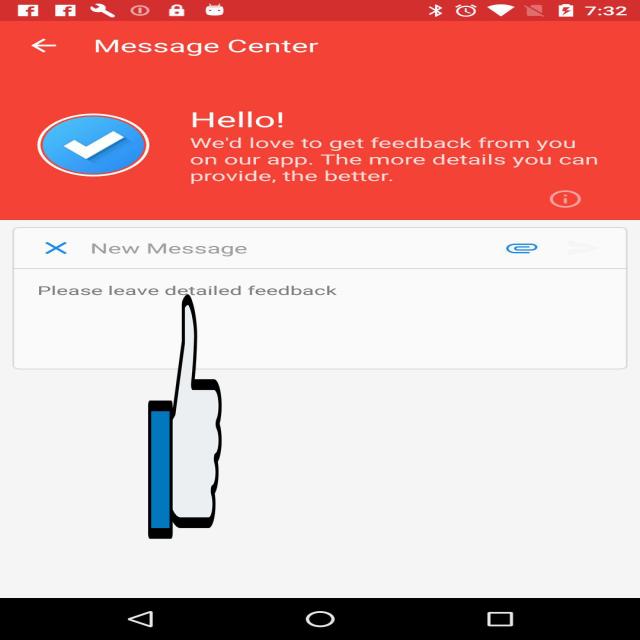 7:32
Message Center
Hello!
We'd love to get feedback from you
on our app. The more details you can
provide, the better.
New Message
Please leave detailed feedback